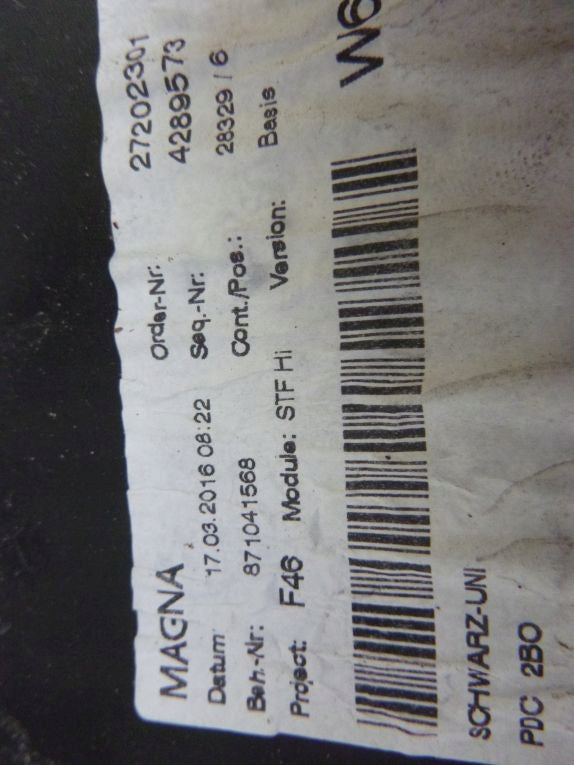 MAGNA
Datum: 17.03.2016 08:22 Order-Nr: 27202301
Beh.-Nr: 871041568 Seq.-Nr: 4289573
Project: F46 Module: STF Hi Cont./Pos.: 28329 / 6
Version: Basis
W6
SCHWARZ-UNI
PDC 2BO